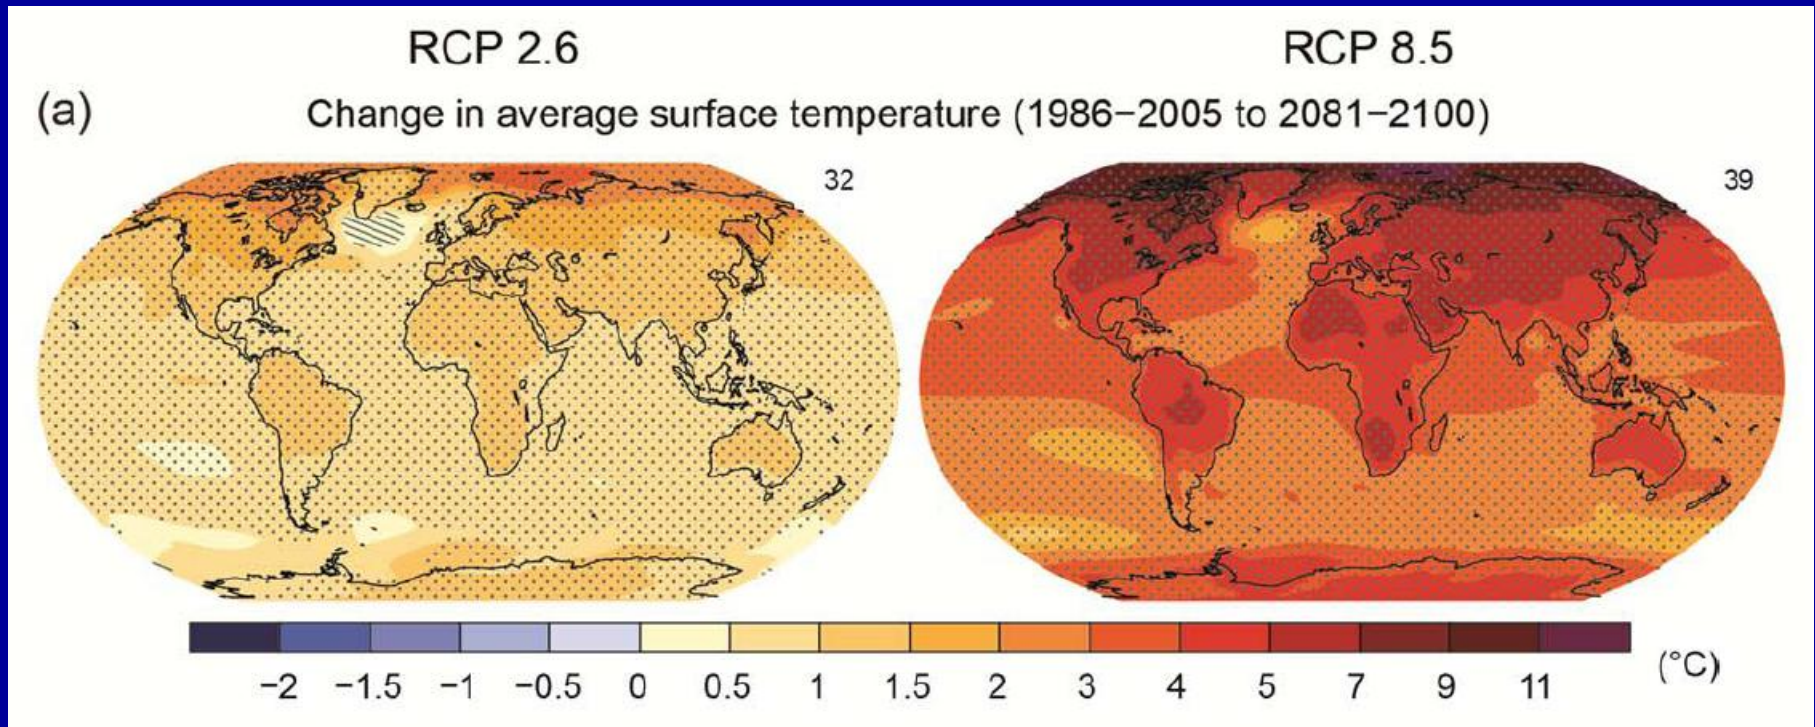 RCP 2.6 RCP 8.5
(a) Change in average surface temperature (1986−2005 to 2081−2100)
32 39
−2 −1.5 −1 −0.5 0 0.5 1 1.5 2 3 4 5 7 9 11 (°C)